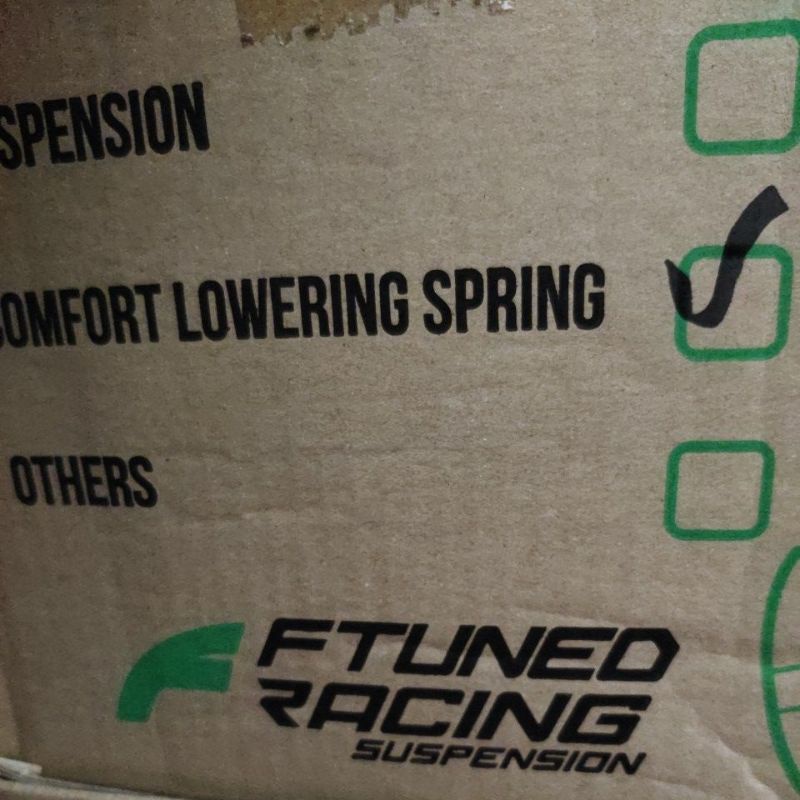 SPENSION
COMFORT LOWERING SPRING
OTHERS
FTUNED
RACING
SUSPENSION